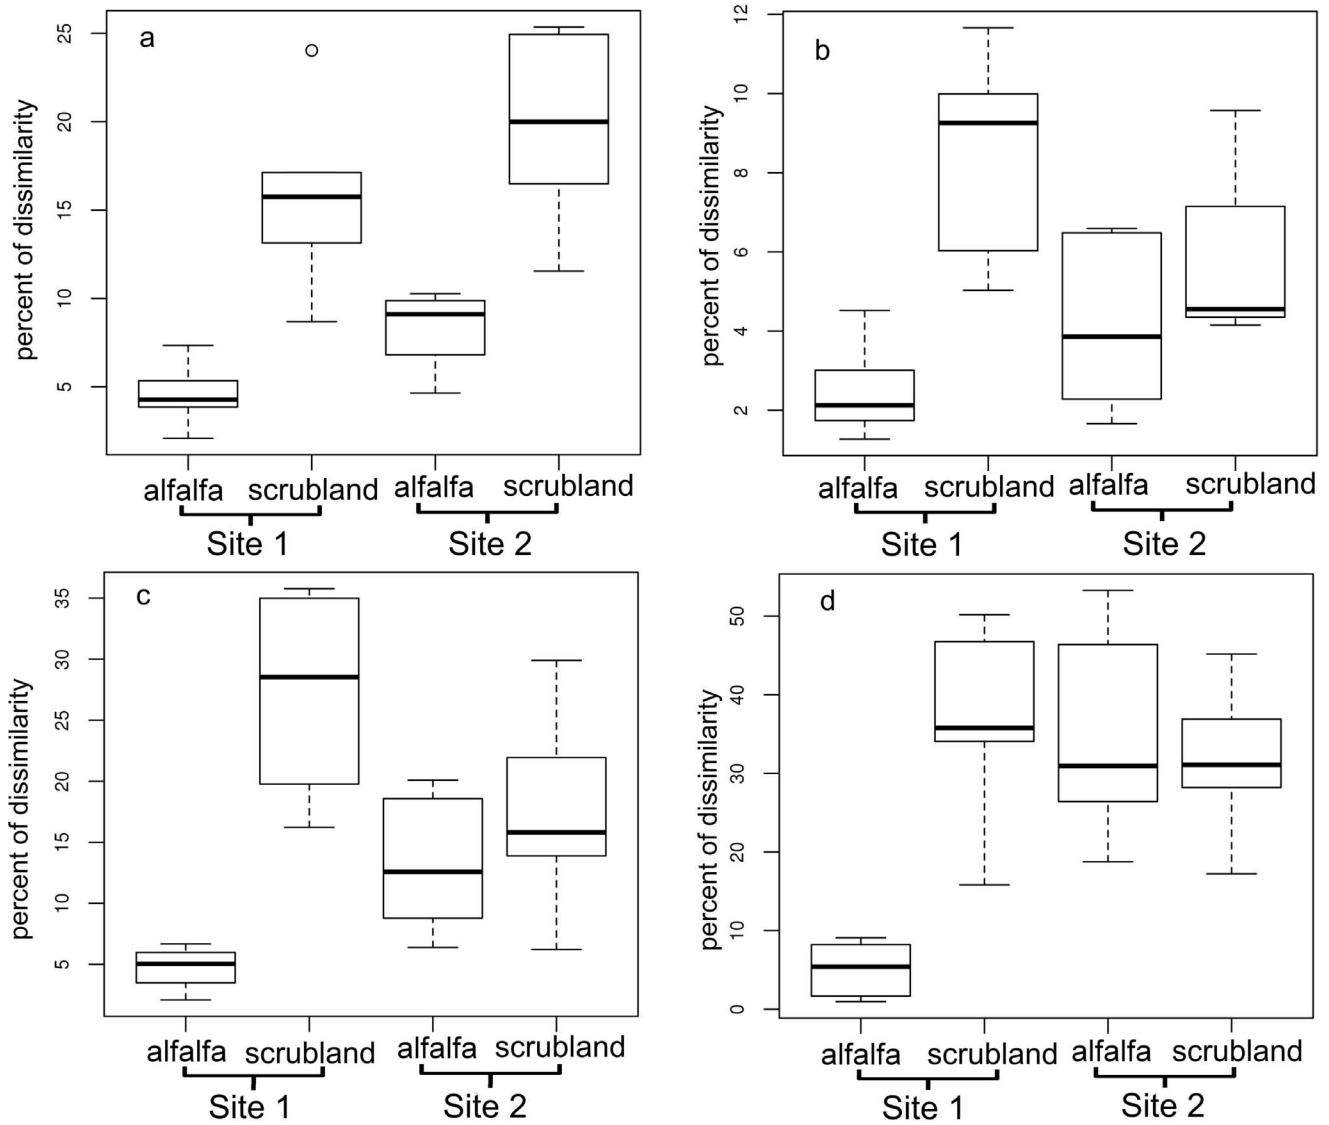 a
percent of dissimilarity
25
20
15
10
5
alfalfa scrubland alfalfa scrubland
Site 1 Site 2
b
percent of dissimilarity
12
10
8
6
4
2
alfalfa scrubland alfalfa scrubland
Site 1 Site 2
c
percent of dissimilarity
35
30
25
20
15
10
5
alfalfa scrubland alfalfa scrubland
Site 1 Site 2
d
percent of dissimilarity
50
40
30
20
10
0
alfalfa scrubland alfalfa scrubland
Site 1 Site 2